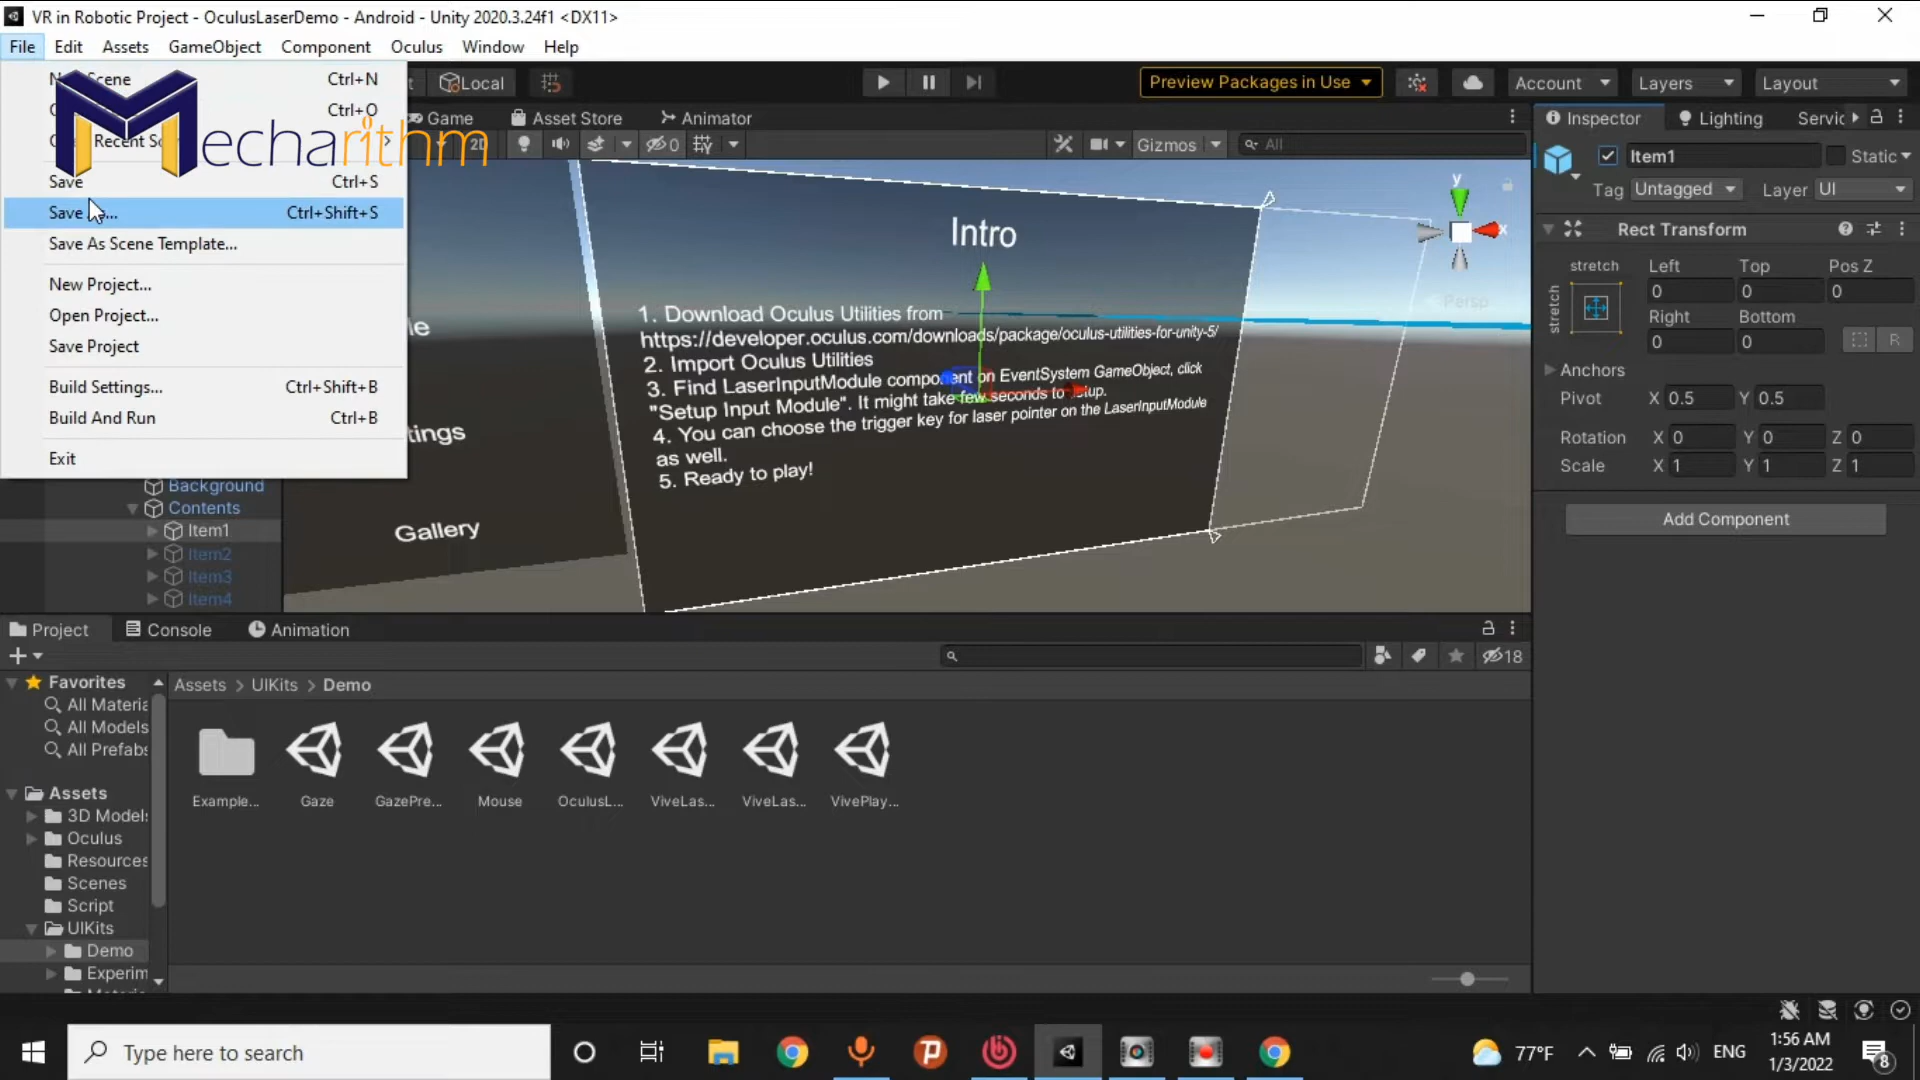 VR in Robotic Project - OculusLaserDemo - Android - Unity 2020.3.24f1 <DX11>
File Edit Assets GameObject Component Oculus Window Help
Ctrl+N
Ctrl+O
Recent
Save Ctrl+S
Save Ctrl+Shift+S
Save As Scene Template...
New Project...
Open Project...
Save Project
Build Settings... Ctrl+Shift+B
Build And Run Ctrl+B
Exit
Mecharithm
Local
Preview Packages in Use
Account
Layers
Layout
Game Asset Store Animator
2D
0
Gizmos
All
Intro
1. Download Oculus Utilities from
https://developer.oculus.com/downloads/package/oculus-utilities-for-unity-5/
2. Import Oculus Utilities
3. Find LaserInputModule component on EventSystem GameObject, click
"Setup Input Module". It might take few seconds to setup.
4. You can choose the trigger key for laser pointer on the LaserInputModule
as well.
5. Ready to play!
Gallery
y
x
Persp
Background
Contents
Item1
Item2
Item3
Item4
Inspector Lighting Servic
Item1
Static
Tag Untagged Layer UI
Rect Transform
stretch
stretch
Left Top Pos Z
0 0 0
Right Bottom
0 0
R
Anchors
Pivot X 0.5 Y 0.5
Rotation X 0 Y 0 Z 0
Scale X 1 Y 1 Z 1
Add Component
Project Console Animation
18
Favorites
All Materia
All Models
All Prefabs
Assets
3D Models
Oculus
Resources
Scenes
Script
UIKits
Demo
Experim
Assets > UIKits > Demo
Example...
Gaze
GazePre...
Mouse
OculusL...
ViveLas...
ViveLas...
VivePlay...
Type here to search
77°F
ENG
1:56 AM
1/3/2022
8